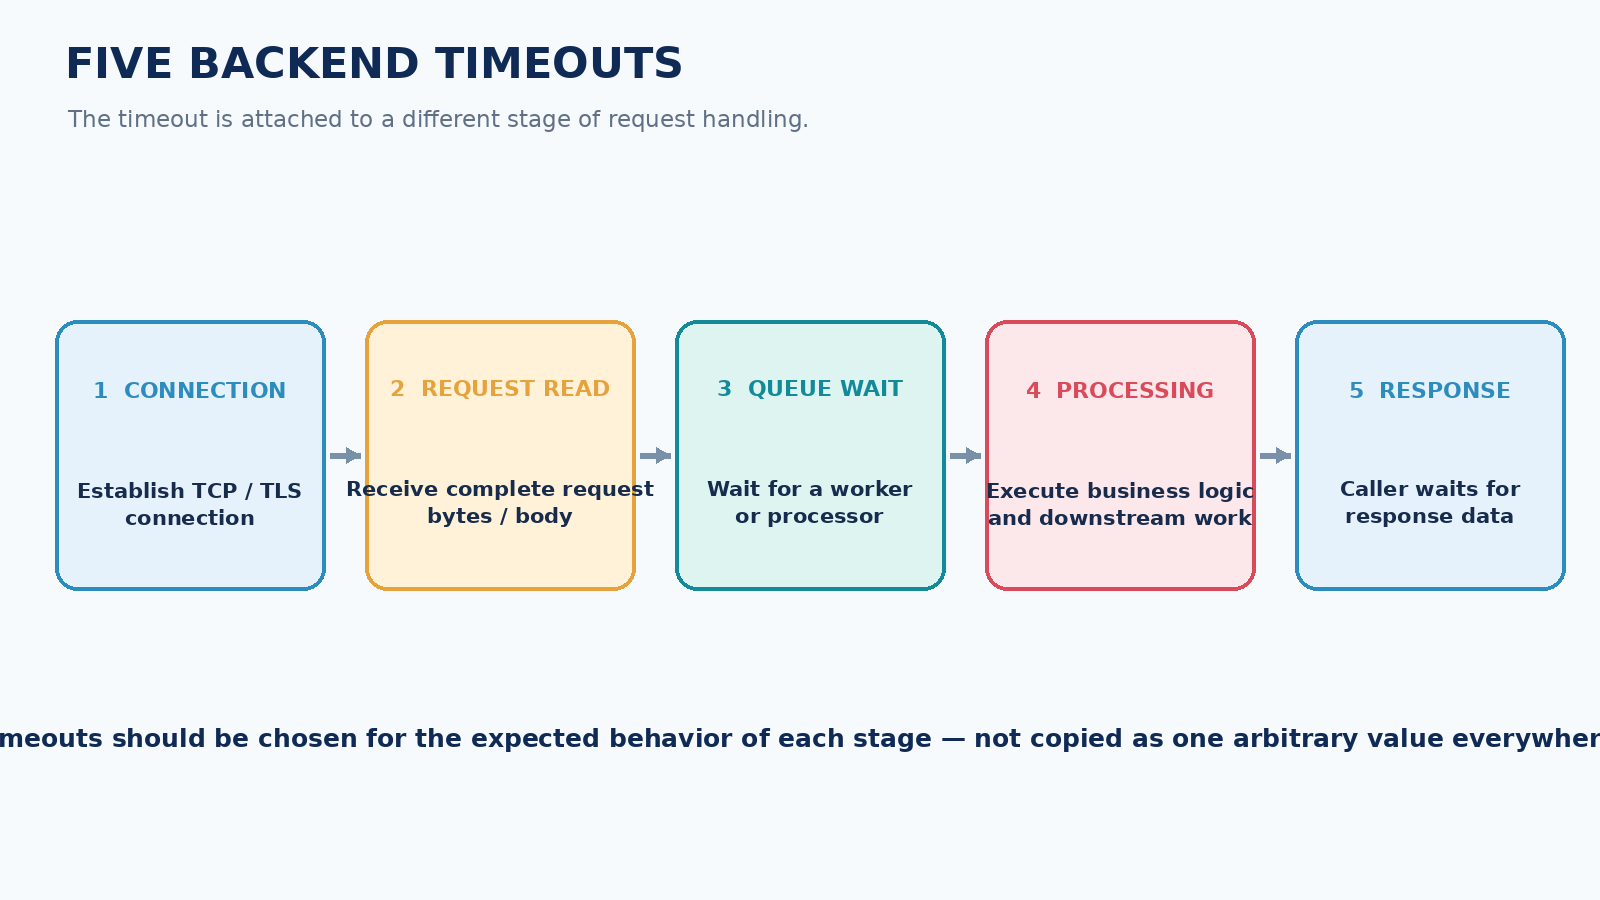 FIVE BACKEND TIMEOUTS
The timeout is attached to a different stage of request handling.
1 CONNECTION
Establish TCP / TLS
connection
2 REQUEST READ
Receive complete request
bytes / body
3 QUEUE WAIT
Wait for a worker
or processor
4 PROCESSING
Execute business logic
and downstream work
5 RESPONSE
Caller waits for
response data
meouts should be chosen for the expected behavior of each stage — not copied as one arbitrary value everywher